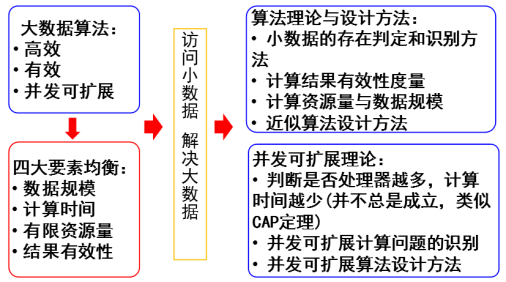 大数据算法：
• 高效
• 有效
• 并发可扩展
四大要素均衡：
• 数据规模
• 计算时间
• 有限资源量
• 结果有效性
访问小数据 解决大数据
算法理论与设计方法：
• 小数据的存在判定和识别方
法
• 计算结果有效性度量
• 计算资源量与数据规模
• 近似算法设计方法
并发可扩展理论：
• 判断是否处理器越多，计算
时间越少(并不总是成立，类似
CAP定理)
• 并发可扩展计算问题的识别
• 并发可扩展算法设计方法